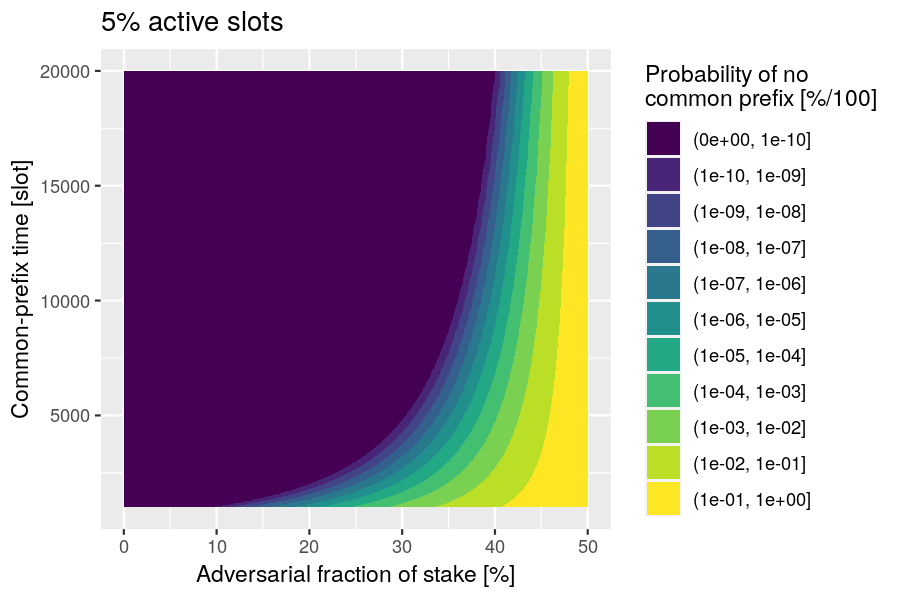 5% active slots
Common-prefix time [slot]
20000
15000
10000
5000
0 10 20 30 40 50
Adversarial fraction of stake [%]
Probability of no
common prefix [%/100]
(0e+00, 1e-10]
(1e-10, 1e-09]
(1e-09, 1e-08]
(1e-08, 1e-07]
(1e-07, 1e-06]
(1e-06, 1e-05]
(1e-05, 1e-04]
(1e-04, 1e-03]
(1e-03, 1e-02]
(1e-02, 1e-01]
(1e-01, 1e+00]